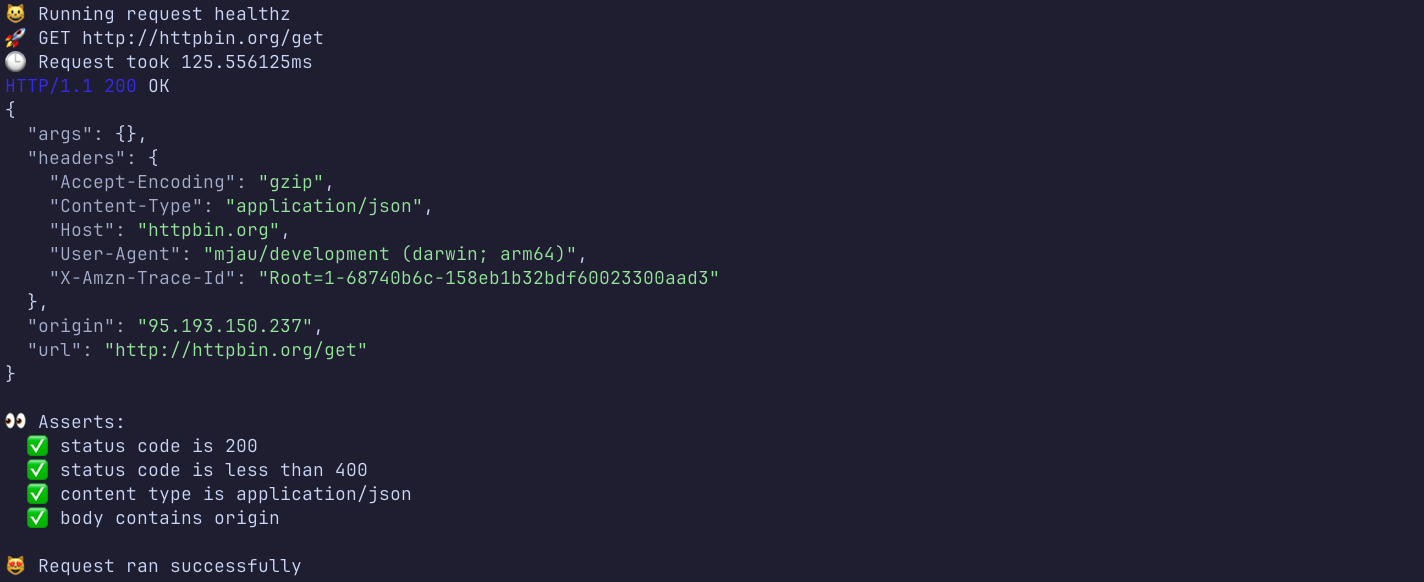 😺 Running request healthz
🚀 GET http://httpbin.org/get
🕒 Request took 125.556125ms
HTTP/1.1 200 OK
{
  "args": {},
  "headers": {
    "Accept-Encoding": "gzip",
    "Content-Type": "application/json",
    "Host": "httpbin.org",
    "User-Agent": "mjau/development (darwin; arm64)",
    "X-Amzn-Trace-Id": "Root=1-68740b6c-158eb1b32bdf60023300aad3"
  },
  "origin": "95.193.150.237",
  "url": "http://httpbin.org/get"
}
👀 Asserts:
  ✅ status code is 200
  ✅ status code is less than 400
  ✅ content type is application/json
  ✅ body contains origin
😻 Request ran successfully